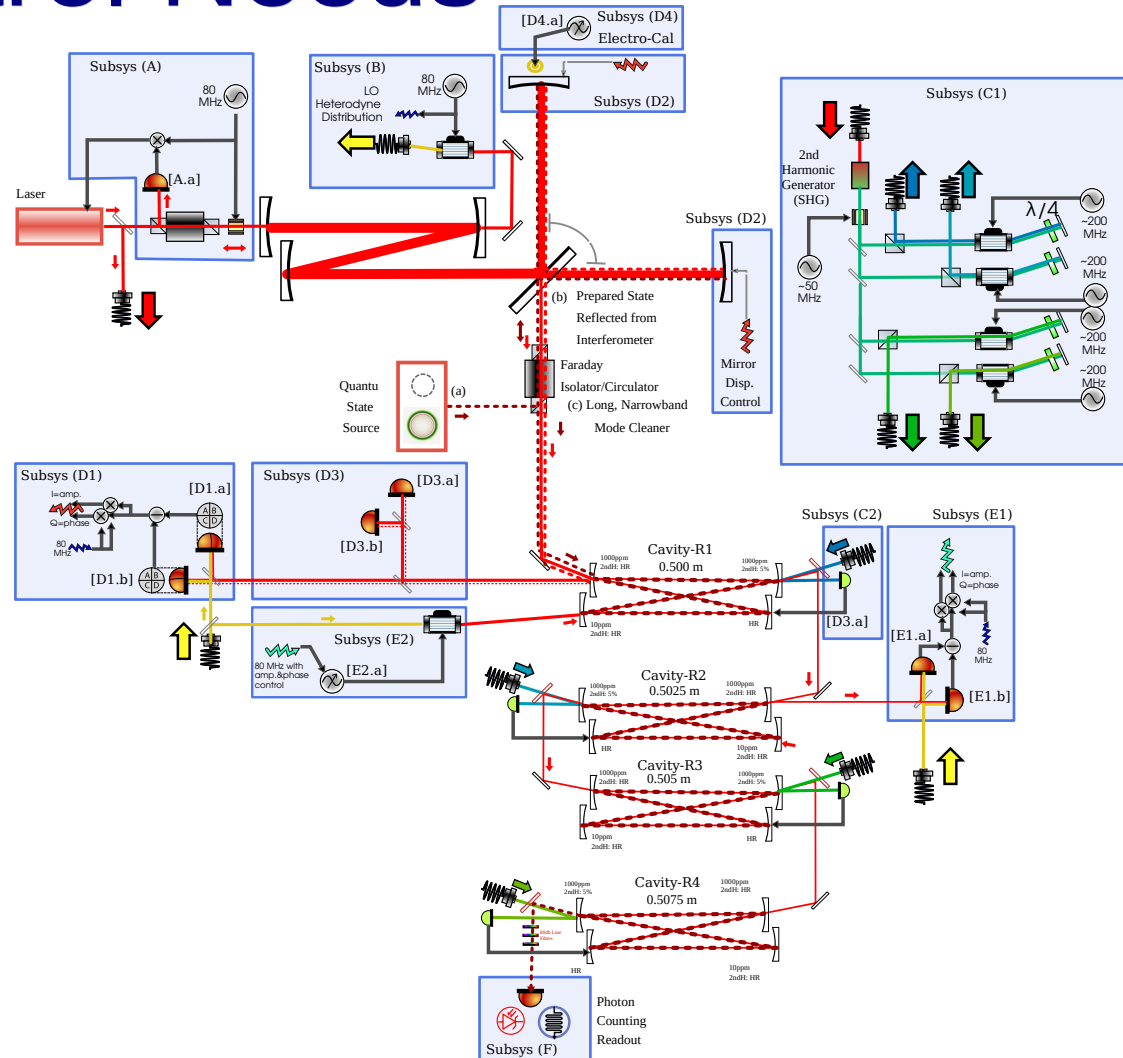 Subsys (A)
80
MHz
[A.a]
Laser
Subsys (B)
80
MHz
LO
Heterodyne
Distribution
[D4.a]
Subsys (D4)
Electro-Cal
Subsys (D2)
Subsys (D2)
Mirror
Disp.
Control
Subsys (C1)
2nd
Harmonic
Generator
(SHG)
λ/4
~200
MHz
~200
MHz
~50
MHz
~200
MHz
~200
MHz
(b) Prepared State
Reflected from
Interferometer
Faraday
Isolator/Circulator
(c) Long, Narrowband
Mode Cleaner
Quantu
State
Source
(a)
Subsys (D1)
I=amp.
Q=phase
80
MHz
[D1.a]
A B
C D
[D1.b]
A B
C D
Subsys (D3)
[D3.a]
[D3.b]
Subsys (E2)
80 MHz with
amp.&phase
control
[E2.a]
Cavity-R1
0.500 m
1000ppm
2ndH: HR
1000ppm
2ndH: 5%
10ppm
2ndH: HR
HR
Subsys (C2)
[D3.a]
Subsys (E1)
I=amp.
Q=phase
[E1.a]
80
MHz
[E1.b]
Cavity-R2
0.5025 m
1000ppm
2ndH: 5%
1000ppm
2ndH: HR
HR
10ppm
2ndH: HR
Cavity-R3
0.505 m
1000ppm
2ndH: HR
1000ppm
2ndH: 5%
10ppm
2ndH: HR
HR
Cavity-R4
0.5075 m
1000ppm
2ndH: 5%
1000ppm
2ndH: HR
HR
10ppm
2ndH: HR
Photon
Counting
Readout
Subsys (F)